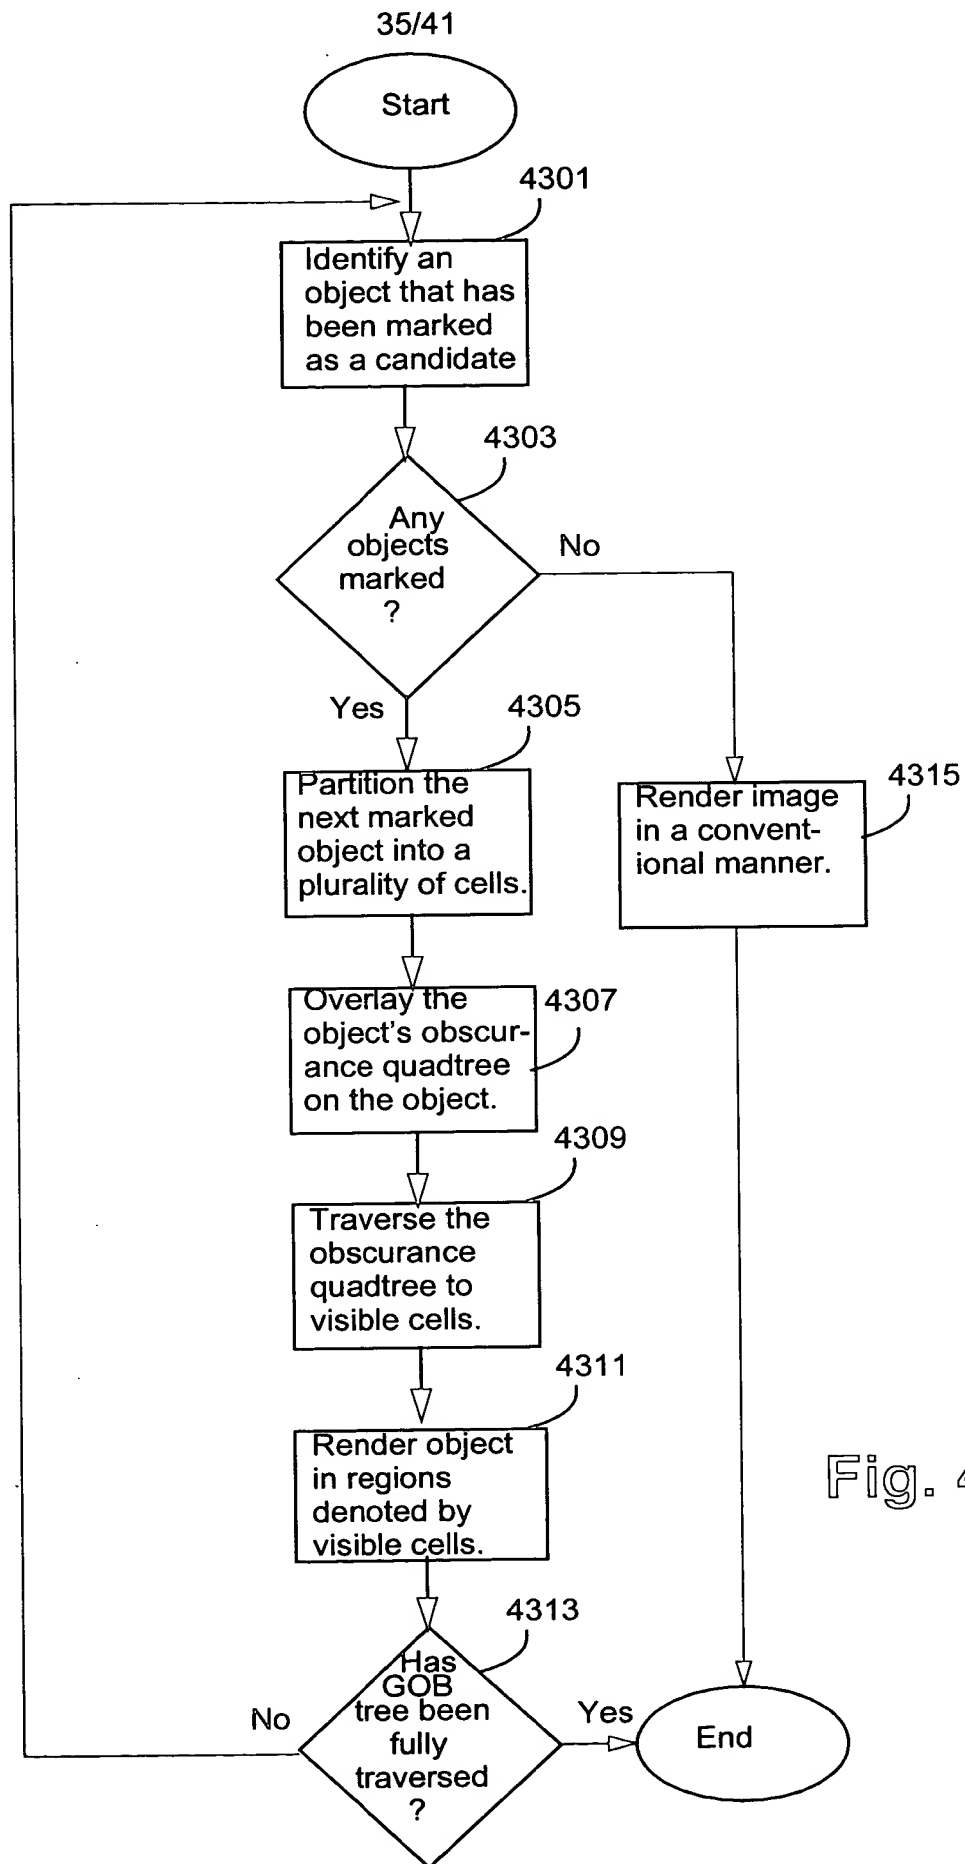 35/41
Start
4301
Identify an
object that has
been marked
as a candidate
4303
Any
objects
marked
?
No
Yes
4305
Partition the
next marked
object into a
plurality of cells.
4315
Render image
in a convent-
ional manner.
4307
Overlay the
object's obscur-
ance quadtree
on the object.
4309
Traverse the
obscurance
quadtree to
visible cells.
4311
Render object
in regions
denoted by
visible cells.
Fig. 4
4313
Has
GOB
tree been
fully
traversed
?
No
Yes
End